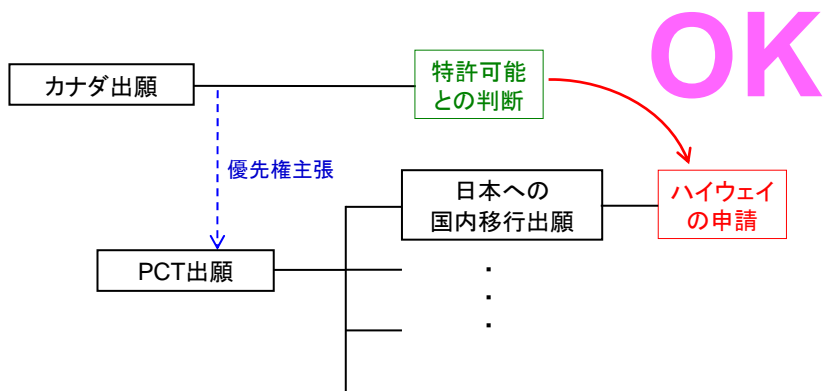 OK
カナダ出願
特許可能
との判断
優先権主張
日本への
国内移行出願
ハイウェイ
の申請
PCT出願
・
・
・